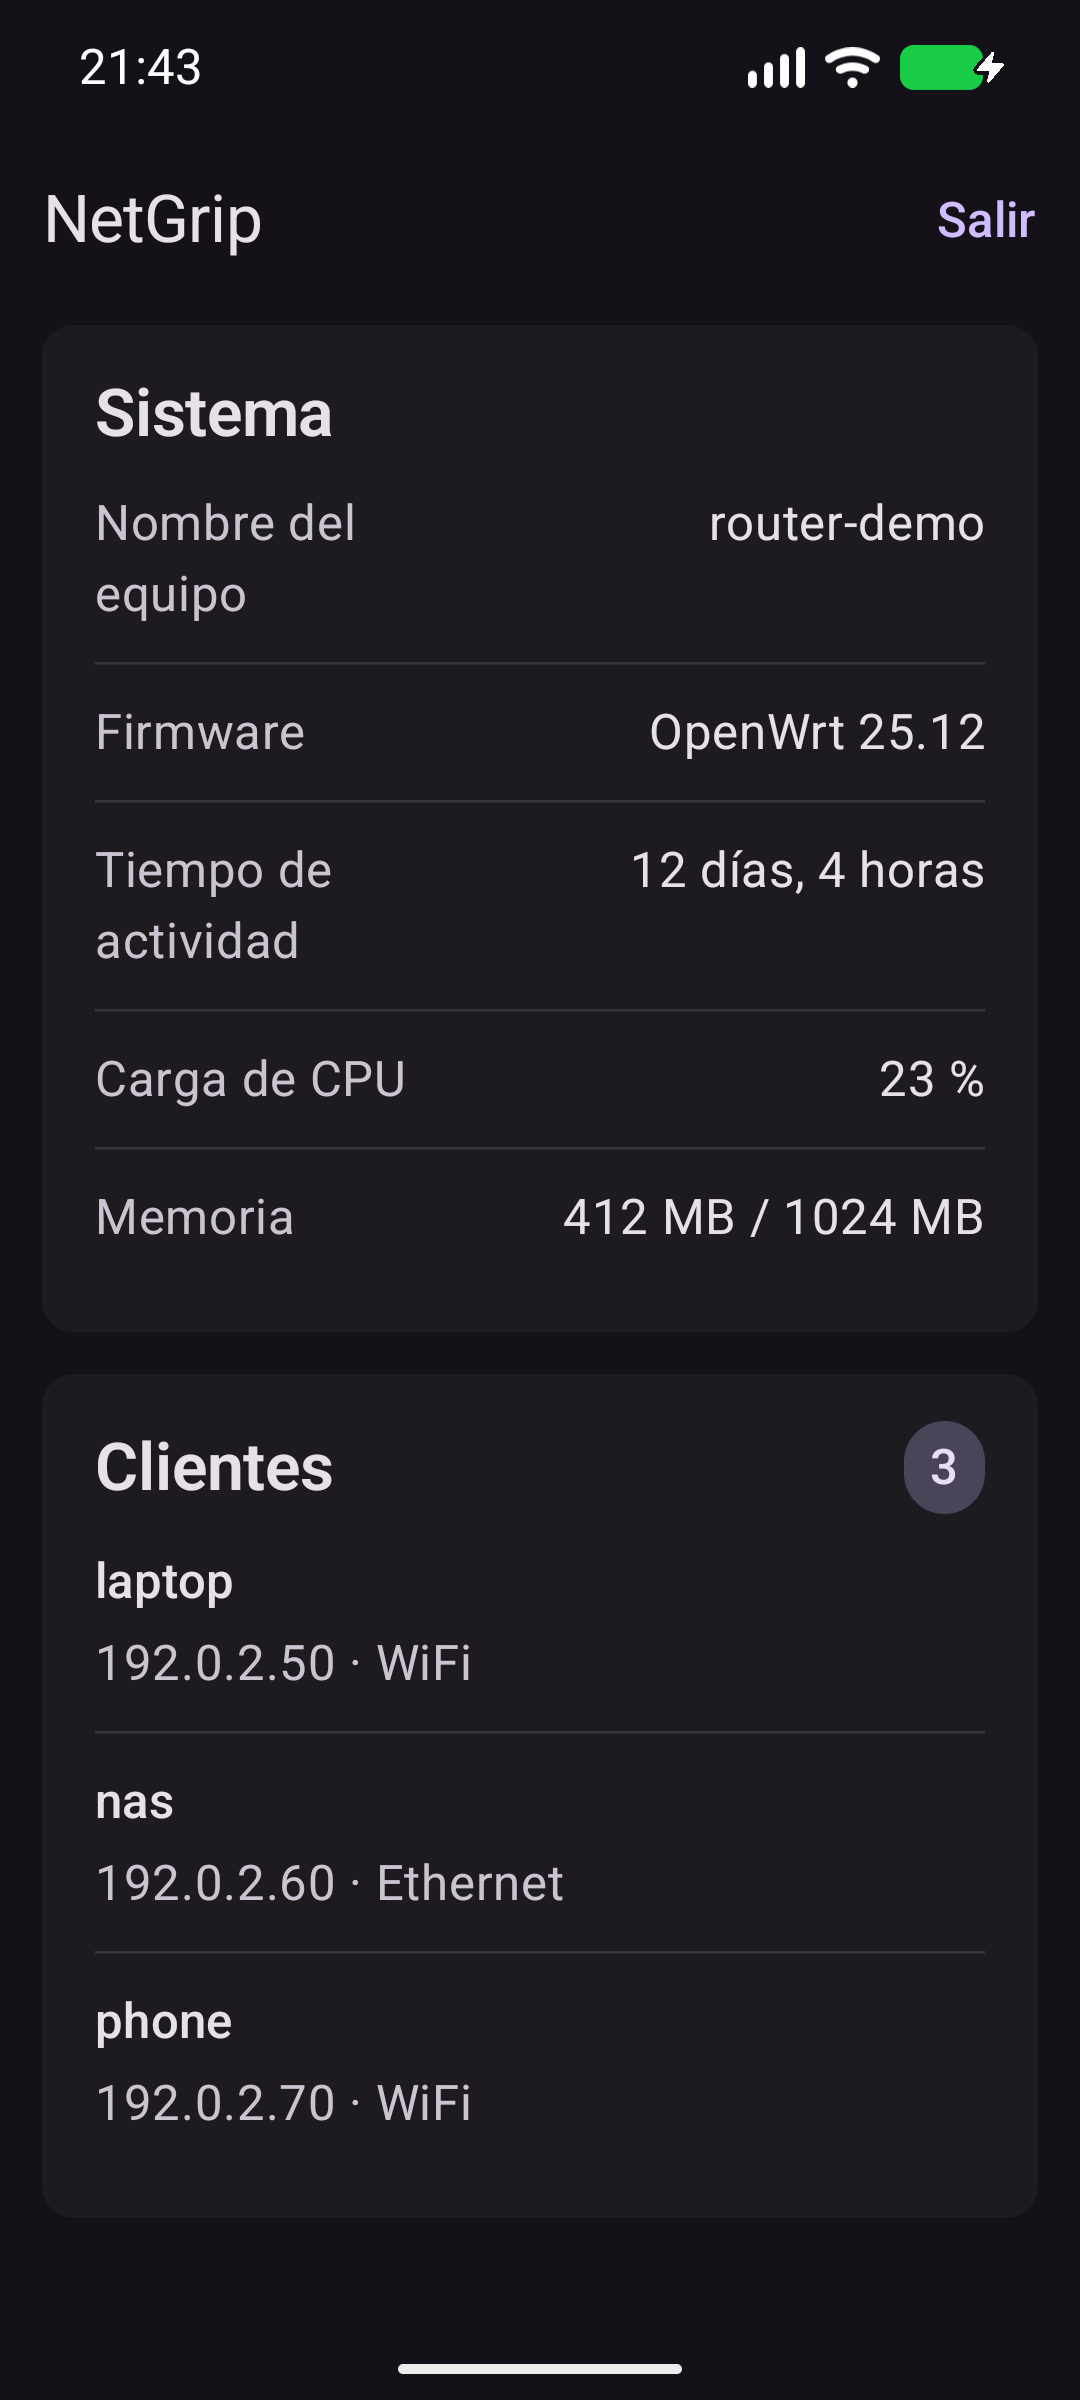 21:43
NetGrip
Salir
Sistema
Nombre del
equipo
router-demo
Firmware
OpenWrt 25.12
Tiempo de
actividad
12 días, 4 horas
Carga de CPU
23 %
Memoria
412 MB / 1024 MB
Clientes
3
laptop
192.0.2.50 · WiFi
nas
192.0.2.60 · Ethernet
phone
192.0.2.70 · WiFi